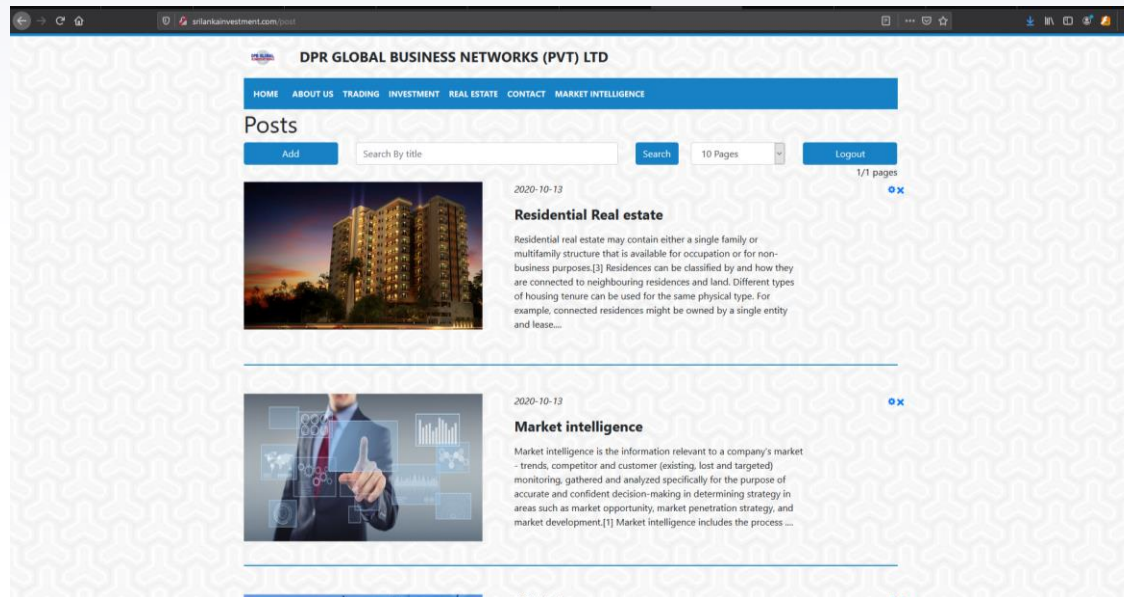 srilankainvestment.com/post
DPR GLOBAL BUSINESS NETWORKS (PVT) LTD
HOME ABOUT US TRADING INVESTMENT REAL ESTATE CONTACT MARKET INTELLIGENCE
Posts
Add Search By title Search 10 Pages Logout
1/1 pages
2020-10-13
Residential Real estate
Residential real estate may contain either a single family or
multifamily structure that is available for occupation or for non-
business purposes.[3] Residences can be classified by and how they
are connected to neighbouring residences and land. Different types
of housing tenure can be used for the same physical type. For
example, connected residences might be owned by a single entity
and lease....
2020-10-13
Market intelligence
Market intelligence is the information relevant to a company's market
- trends, competitor and customer (existing, lost and targeted)
monitoring, gathered and analyzed specifically for the purpose of
accurate and confident decision-making in determining strategy in
areas such as market opportunity, market penetration strategy, and
market development.[1] Market intelligence includes the process ....